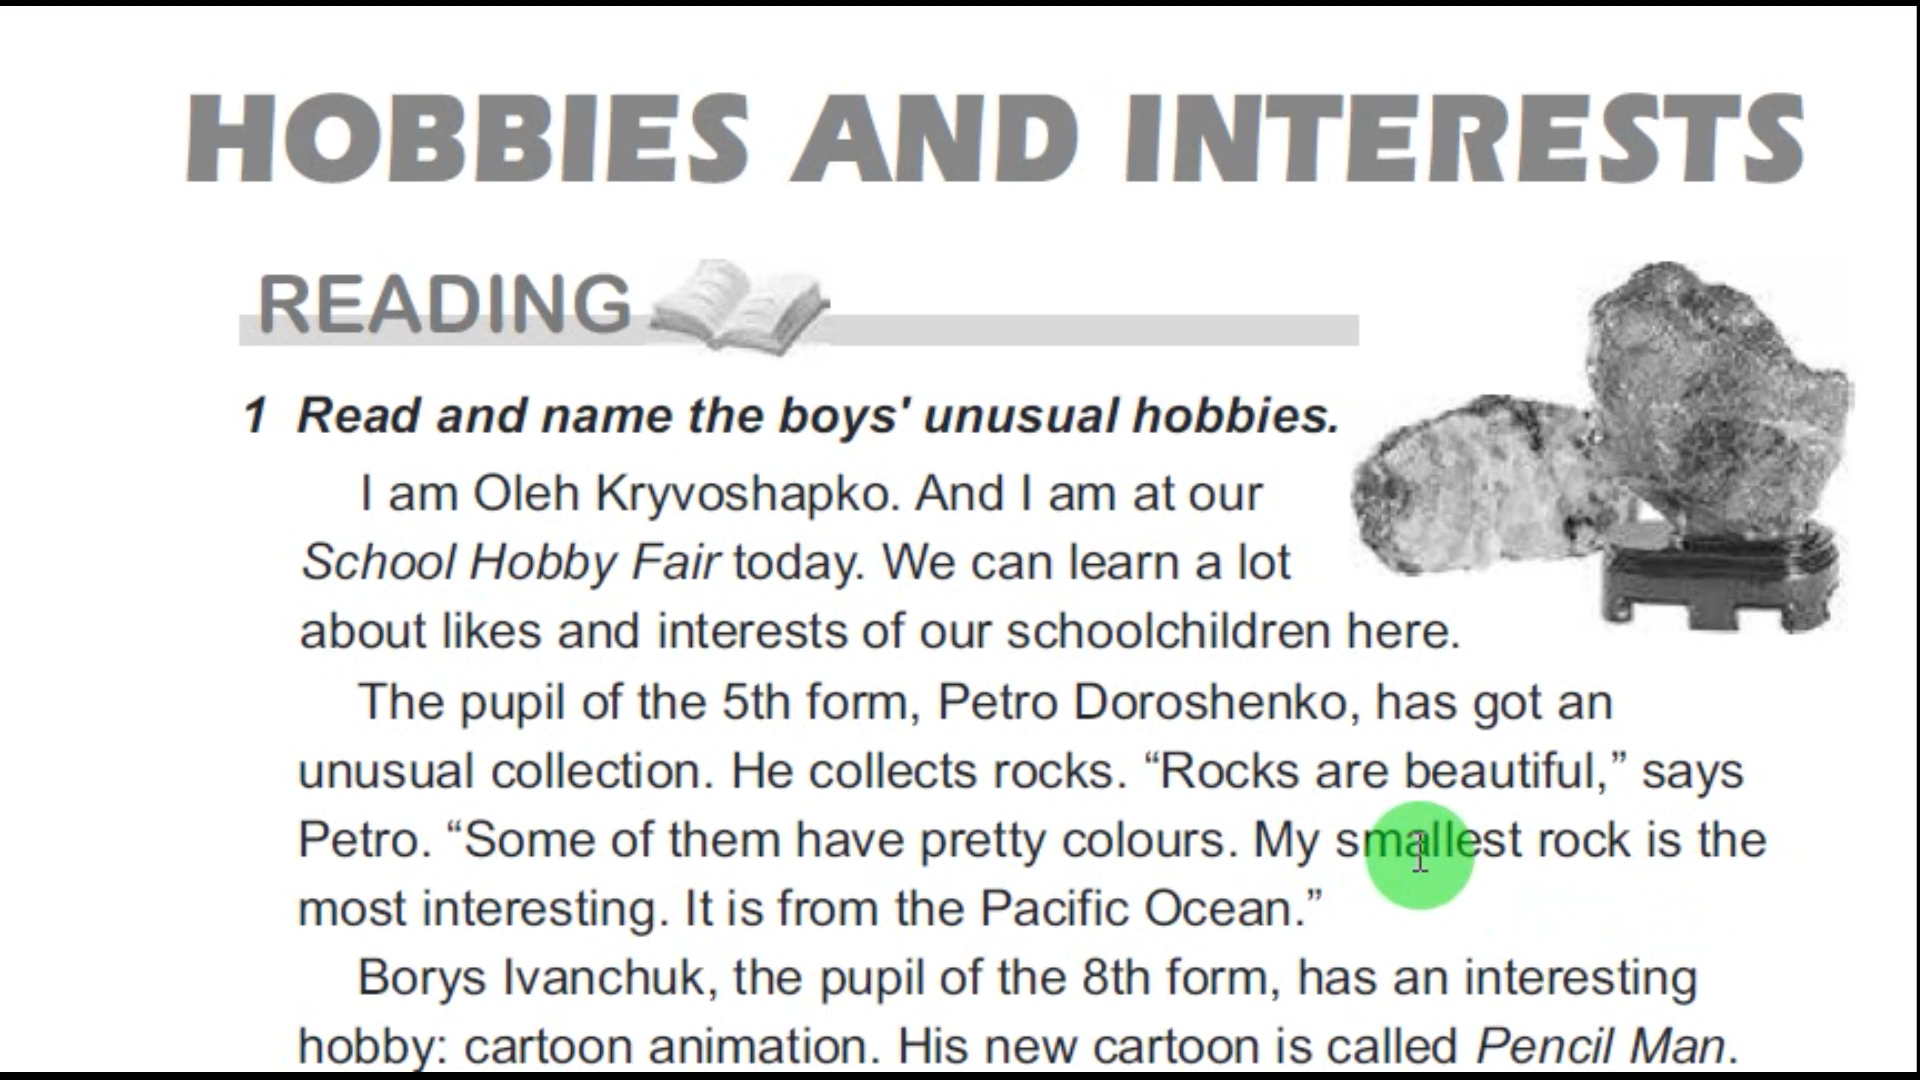 HOBBIES AND INTERESTS
READING
1 Read and name the boys' unusual hobbies.
I am Oleh Kryvoshapko. And I am at our
School Hobby Fair today. We can learn a lot
about likes and interests of our schoolchildren here.
The pupil of the 5th form, Petro Doroshenko, has got an
unusual collection. He collects rocks. “Rocks are beautiful,” says
Petro. “Some of them have pretty colours. My smallest rock is the
most interesting. It is from the Pacific Ocean.”
Borys Ivanchuk, the pupil of the 8th form, has an interesting
hobby: cartoon animation. His new cartoon is called Pencil Man.